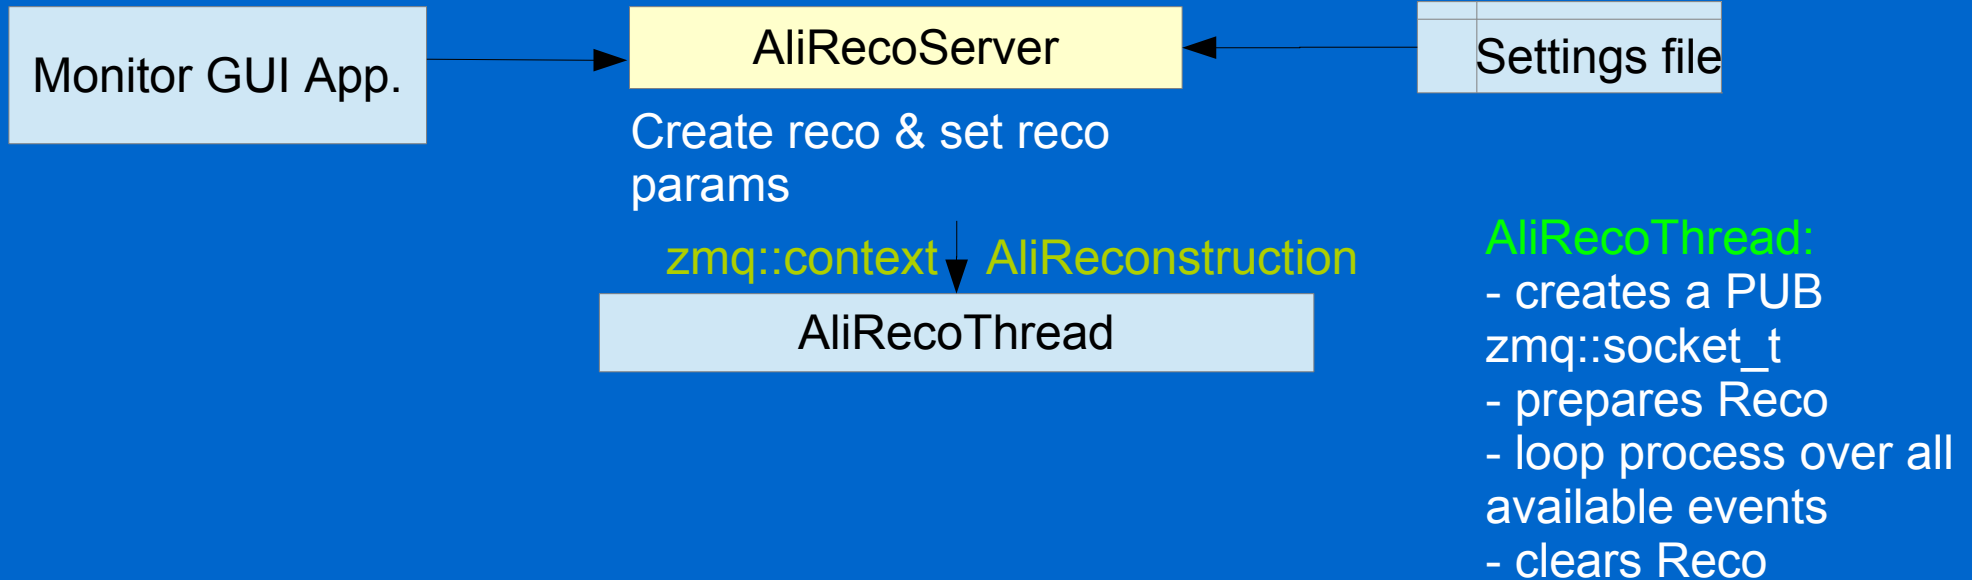 Monitor GUI App.
AliRecoServer
Settings file
Create reco & set reco
params
zmq::context
AliReconstruction
AliRecoThread
AliRecoThread:
- creates a PUB
zmq::socket_t
- prepares Reco
- loop process over all
available events
- clears Reco